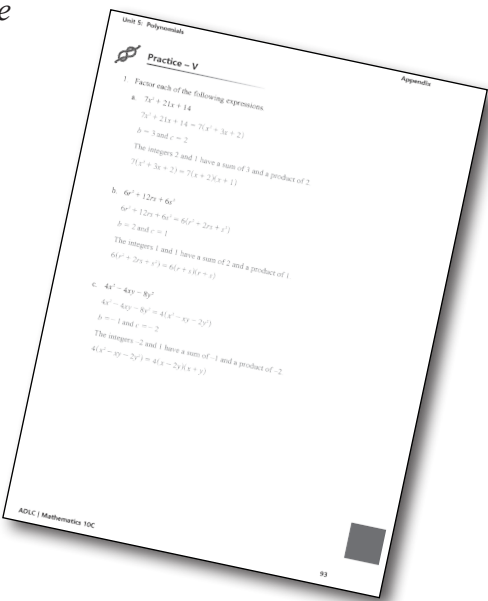 e
Unit 5: Polynomials
Appendix
Practice – V
1. Factor each of the following expressions.
a. 7x² + 21x + 14
7x² + 21x + 14 = 7(x² + 3x + 2)
b = 3 and c = 2
The integers 2 and 1 have a sum of 3 and a product of 2.
7(x² + 3x + 2) = 7(x + 2)(x + 1)
b. 6r² + 12rs + 6s²
6r² + 12rs + 6s² = 6(r² + 2rs + s²)
b = 2 and c = 1
The integers 1 and 1 have a sum of 2 and a product of 1.
6(r² + 2rs + s²) = 6(r + s)(r + s)
c. 4x² – 4xy – 8y²
4x² – 4xy – 8y² = 4(x² – xy – 2y²)
b = – 1 and c = – 2
The integers –2 and 1 have a sum of –1 and a product of –2.
4(x² – xy – 2y²) = 4(x – 2y)(x + y)
ADLC | Mathematics 10C
93